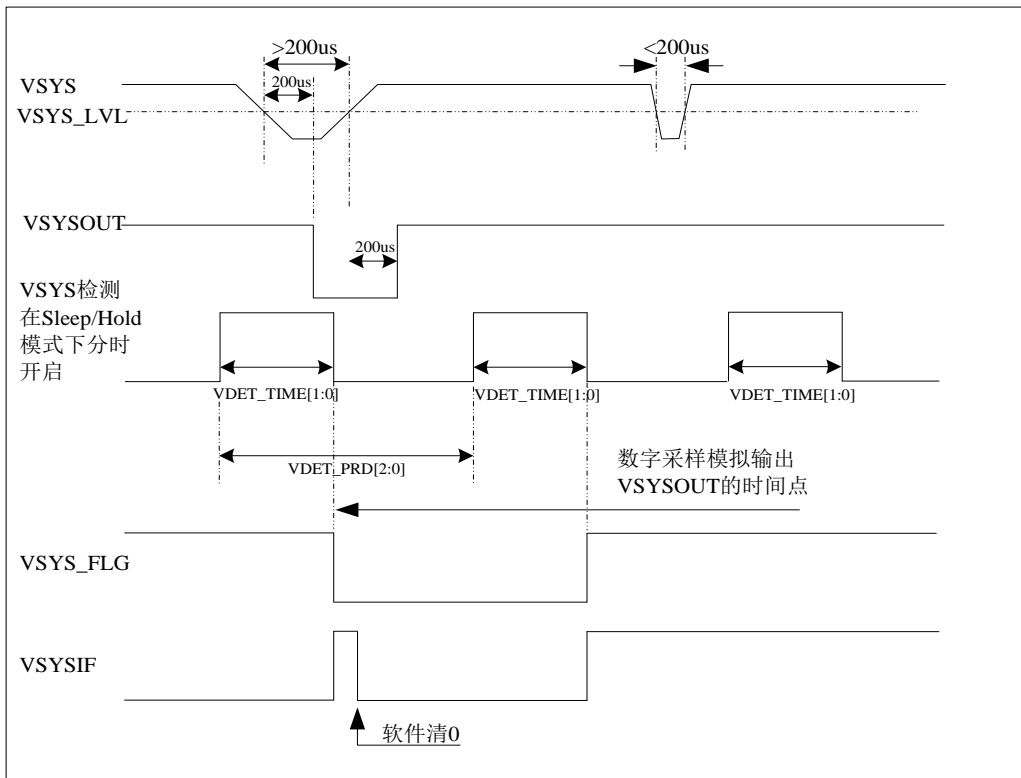 >200us
<200us
200us
VSYS
VSYS_LVL
VSYSOUT
200us
VSYS检测
在Sleep/Hold
模式下分时
开启
VDET_TIME[1:0]
VDET_TIME[1:0]
VDET_TIME[1:0]
VDET_PRD[2:0]
数字采样模拟输出
VSYSOUT的时间点
VSYS_FLG
VSYSIF
软件清0